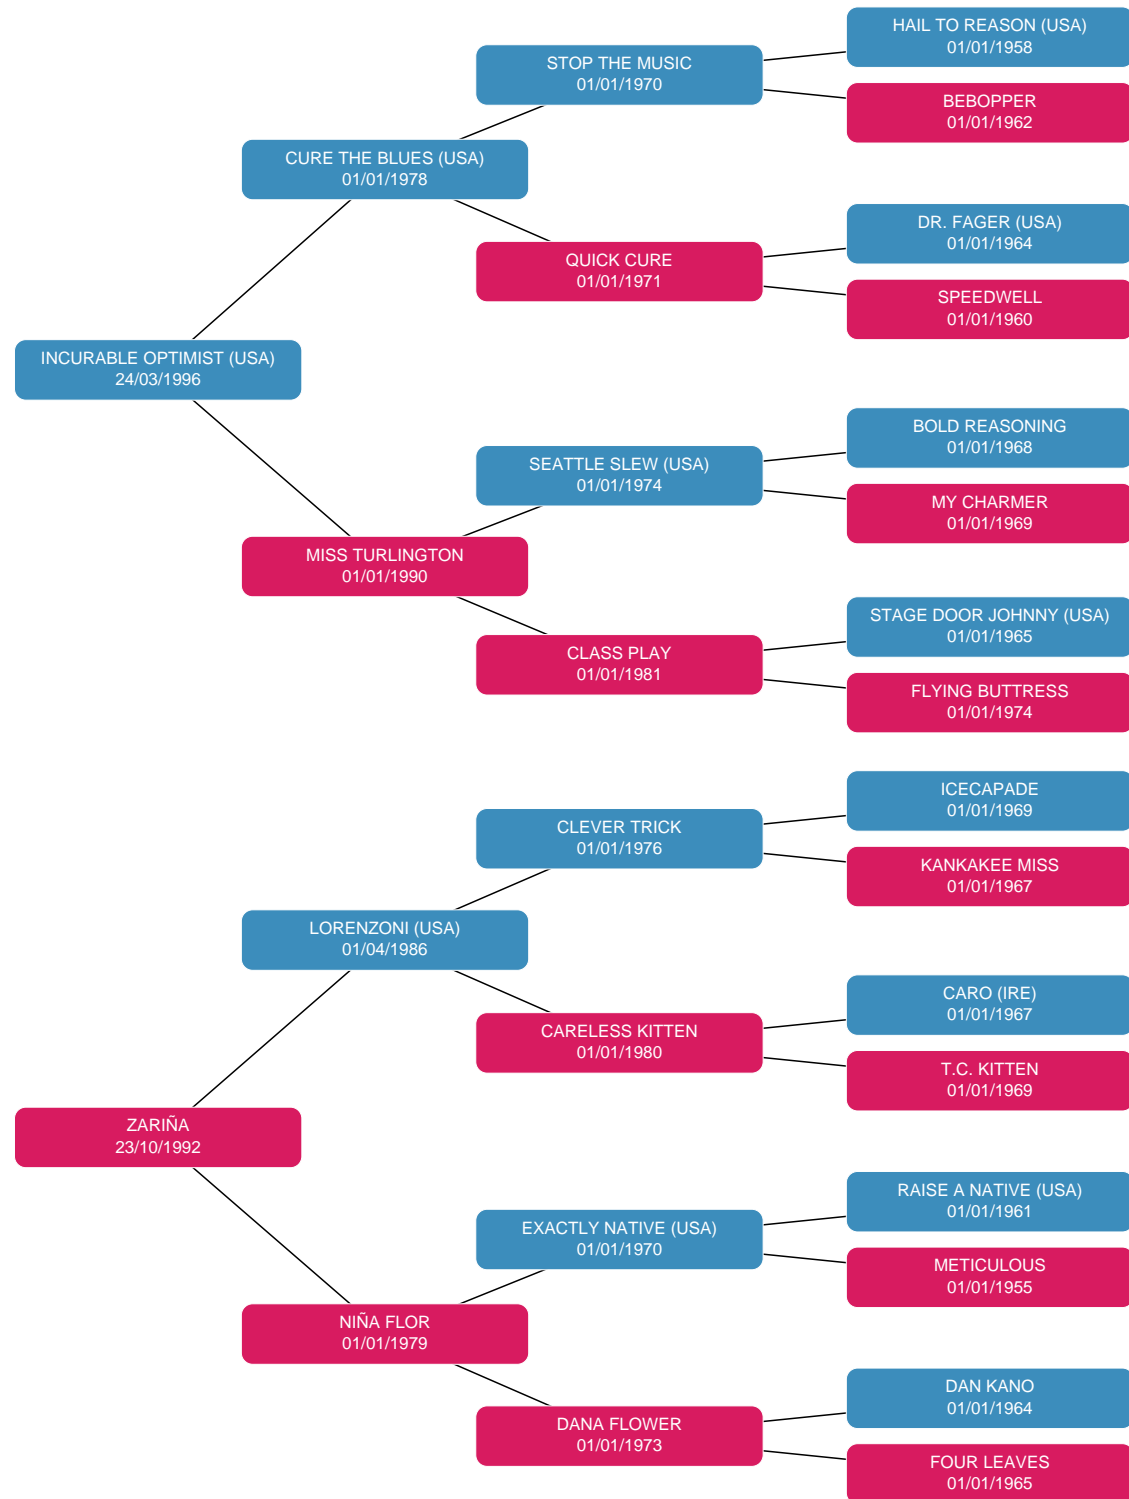 HAIL TO REASON (USA)
01/01/1958
STOP THE MUSIC
01/01/1970
BEBOPPER
01/01/1962
CURE THE BLUES (USA)
01/01/1978
DR. FAGER (USA)
01/01/1964
QUICK CURE
01/01/1971
SPEEDWELL
01/01/1960
INCURABLE OPTIMIST (USA)
24/03/1996
BOLD REASONING
01/01/1968
SEATTLE SLEW (USA)
01/01/1974
MY CHARMER
01/01/1969
MISS TURLINGTON
01/01/1990
STAGE DOOR JOHNNY (USA)
01/01/1965
CLASS PLAY
01/01/1981
FLYING BUTTRESS
01/01/1974
ICECAPADE
01/01/1969
CLEVER TRICK
01/01/1976
KANKAKEE MISS
01/01/1967
LORENZONI (USA)
01/04/1986
CARO (IRE)
01/01/1967
CARELESS KITTEN
01/01/1980
T.C. KITTEN
01/01/1969
ZARIÑA
23/10/1992
RAISE A NATIVE (USA)
01/01/1961
EXACTLY NATIVE (USA)
01/01/1970
METICULOUS
01/01/1955
NIÑA FLOR
01/01/1979
DAN KANO
01/01/1964
DANA FLOWER
01/01/1973
FOUR LEAVES
01/01/1965